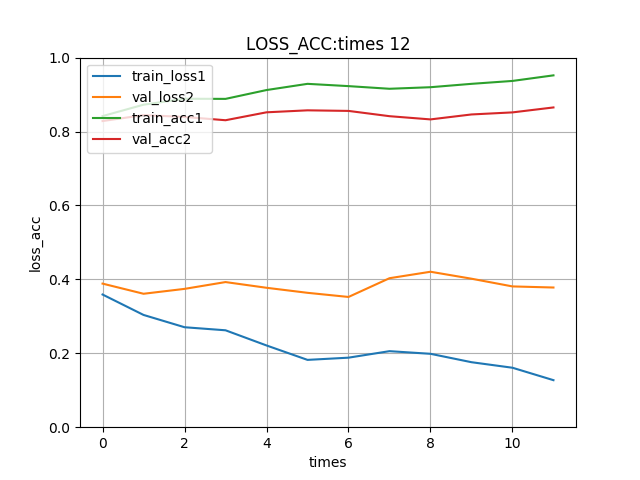 LOSS_ACC:times 12
train_loss1
val_loss2
train_acc1
val_acc2
loss_acc
1.0
0.8
0.6
0.4
0.2
0.0
0 2 4 6 8 10
times